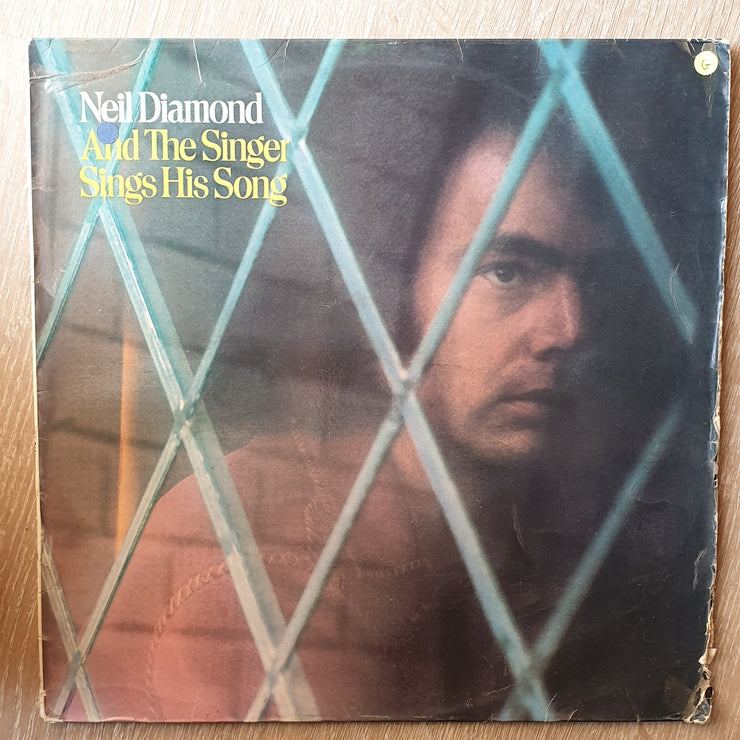 Neil Diamond
And The Singer
Sings His Song
G